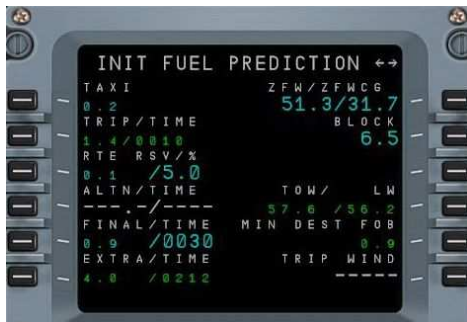 INIT FUEL PREDICTION ←→
TAXI ZFW/ZFWCG
0.2 51.3/31.7
TRIP/TIME BLOCK
1.4/0010 6.5
RTE RSV/%
0.1 /5.0
ALTN/TIME TOW/ LW
---.-/---- 57.6 /56.2
FINAL/TIME MIN DEST FOB
0.9 /0030 0.9
EXTRA/TIME TRIP WIND
4.0 /0212 -----